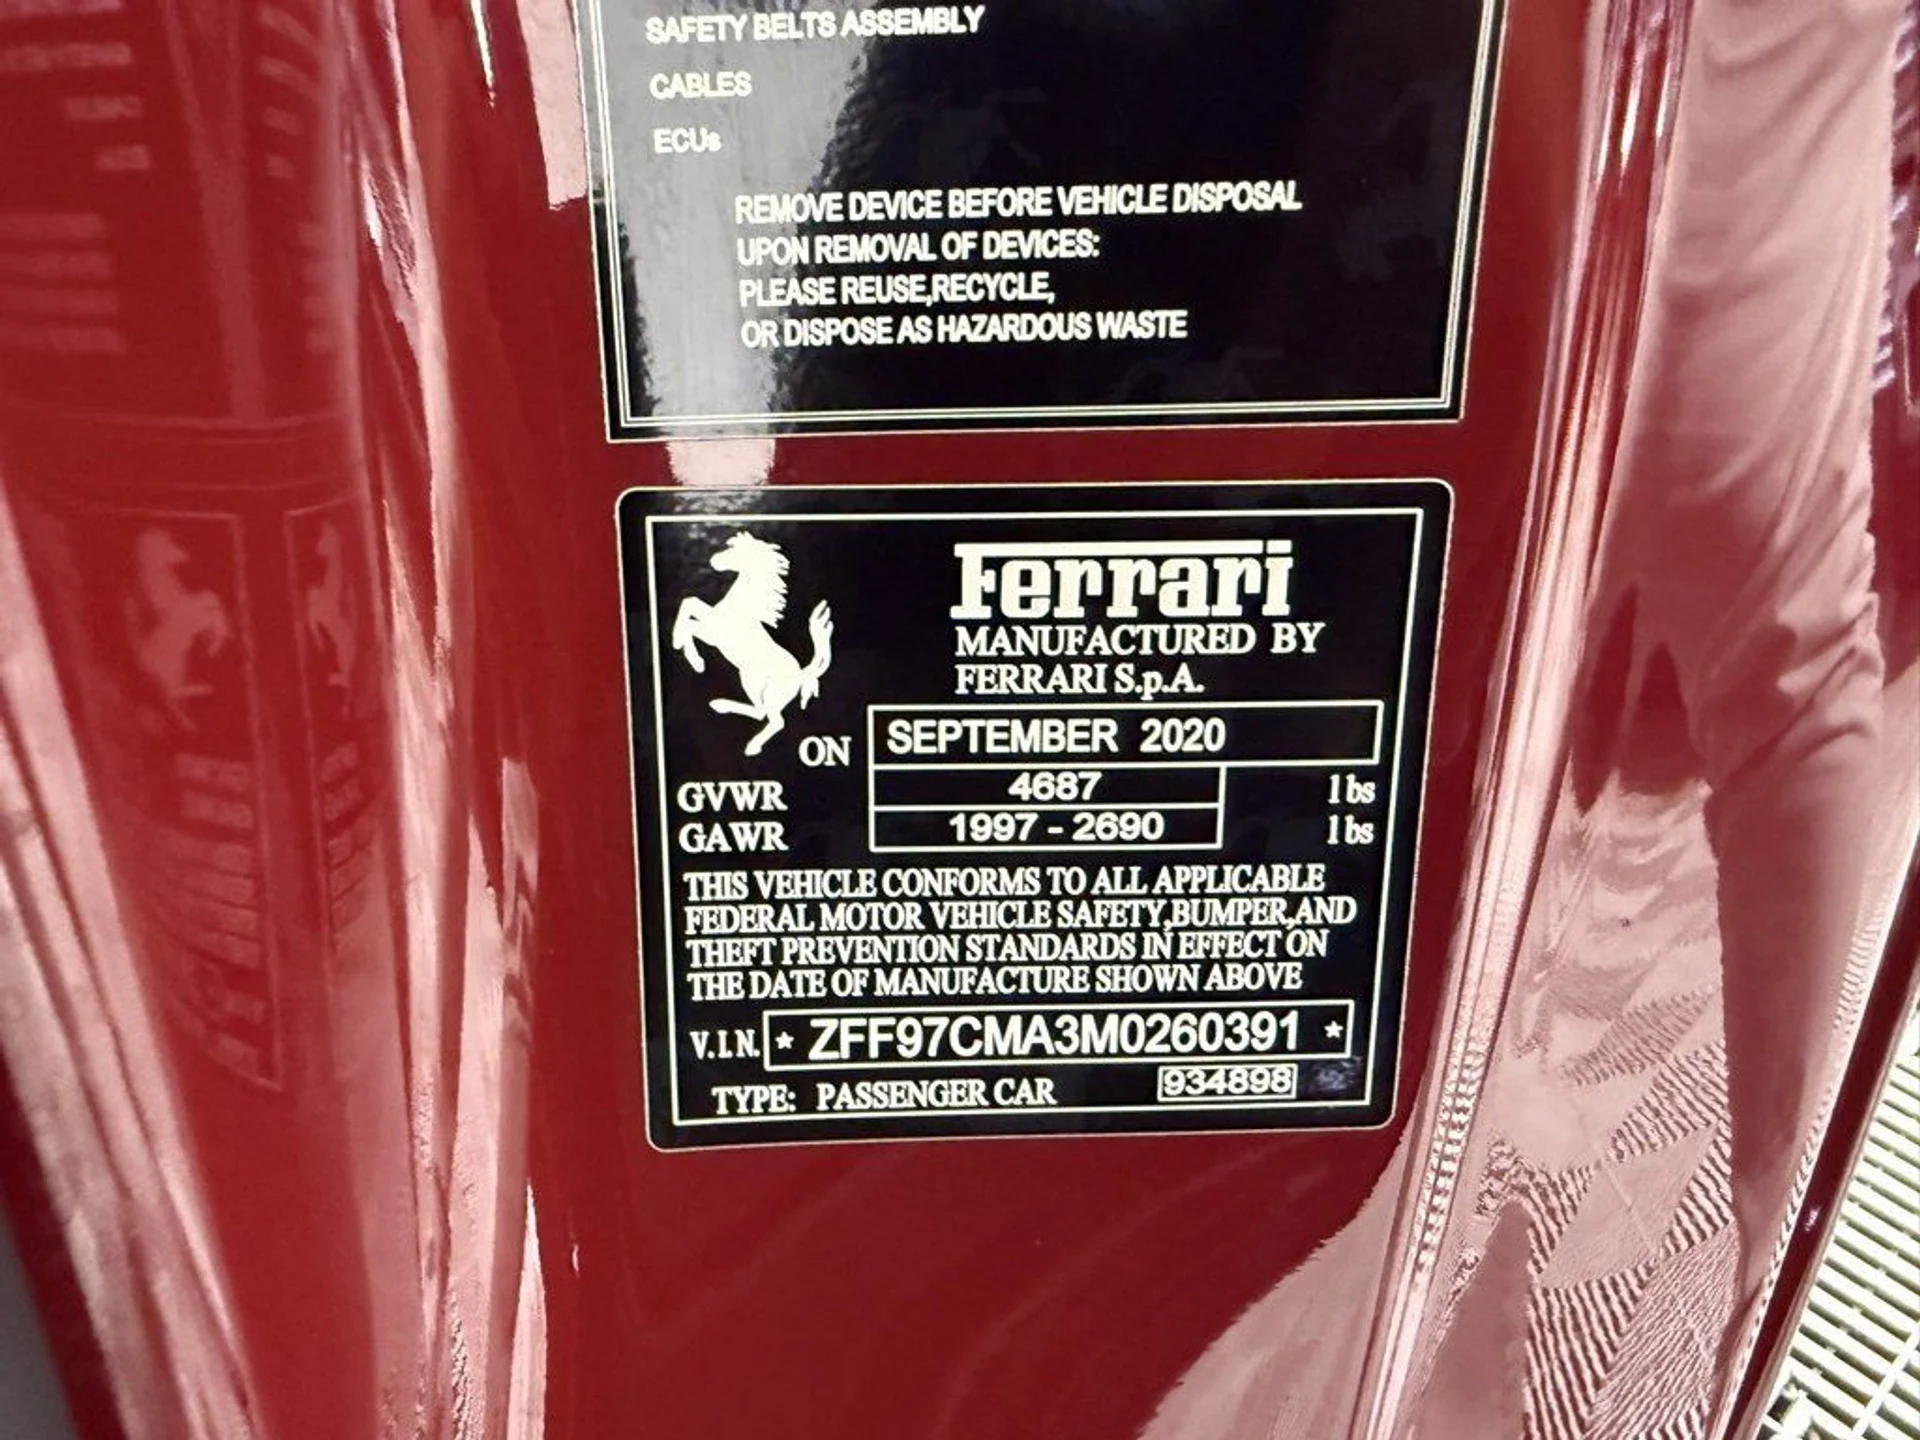 SAFETY BELTS ASSEMBLY
CABLES
ECUs
REMOVE DEVICE BEFORE VEHICLE DISPOSAL
UPON REMOVAL OF DEVICES:
PLEASE REUSE,RECYCLE,
OR DISPOSE AS HAZARDOUS WASTE
Ferrari
MANUFACTURED BY
FERRARI S.p.A.
ON SEPTEMBER 2020
GVWR 4687 lbs
GAWR 1997 - 2690 lbs
THIS VEHICLE CONFORMS TO ALL APPLICABLE
FEDERAL MOTOR VEHICLE SAFETY,BUMPER,AND
THEFT PREVENTION STANDARDS IN EFFECT ON
THE DATE OF MANUFACTURE SHOWN ABOVE
V.I.N. * ZFF97CMA3M0260391 *
TYPE: PASSENGER CAR 934898